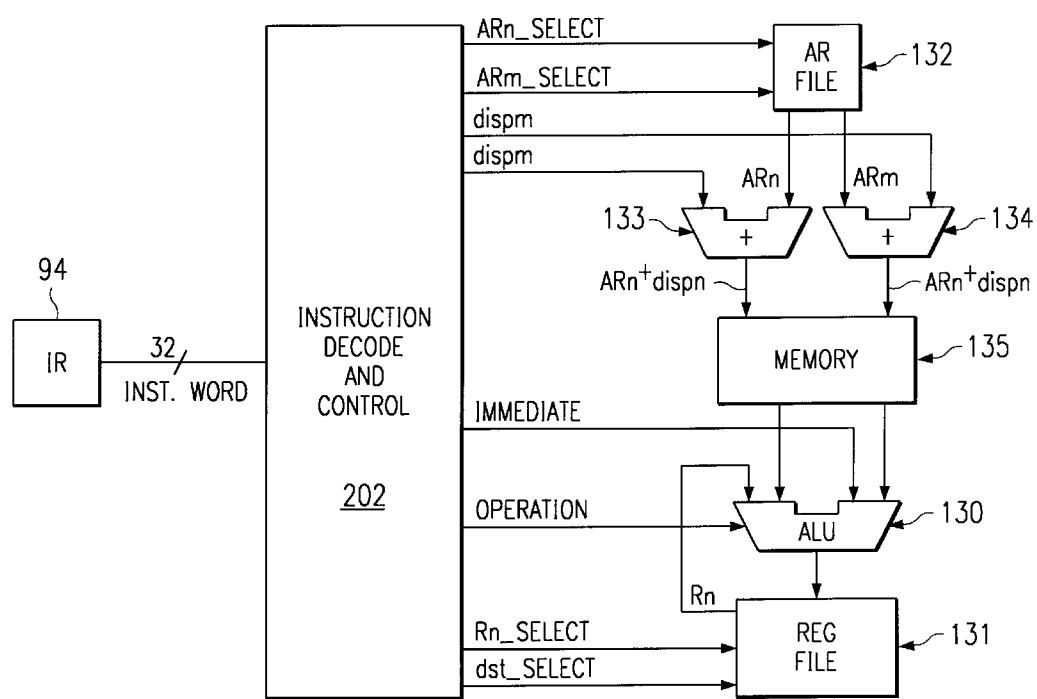 ARn_SELECT
AR
FILE
132
ARm_SELECT
dispm
dispm
ARn
ARm
133
+
+
134
ARn+dispn
ARn+dispn
94
IR
32
INST. WORD
INSTRUCTION
DECODE
AND
CONTROL
202
MEMORY
135
IMMEDIATE
OPERATION
ALU
130
Rn
Rn_SELECT
dst_SELECT
REG
FILE
131